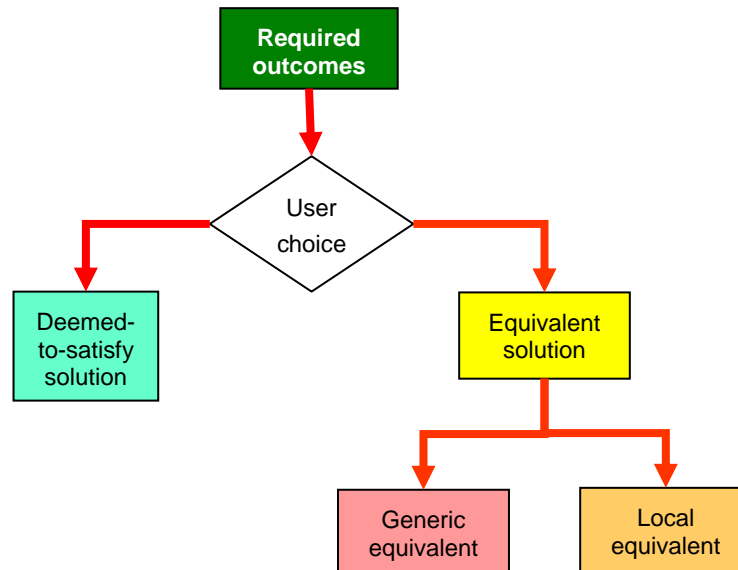 Required
outcomes
User
choice
Deemed-
to-satisfy
solution
Equivalent
solution
Generic
equivalent
Local
equivalent